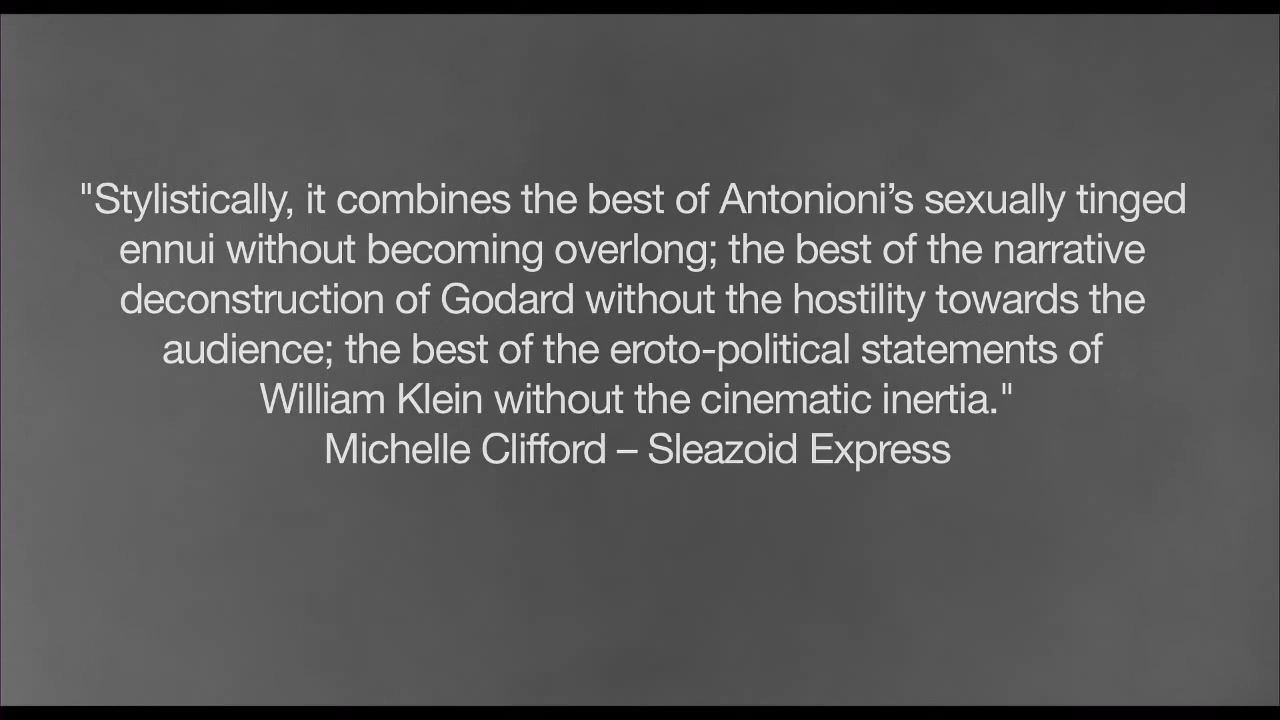 "Stylistically, it combines the best of Antonioni’s sexually tinged
ennui without becoming overlong; the best of the narrative
deconstruction of Godard without the hostility towards the
audience; the best of the eroto-political statements of
William Klein without the cinematic inertia."
Michelle Clifford – Sleazoid Express